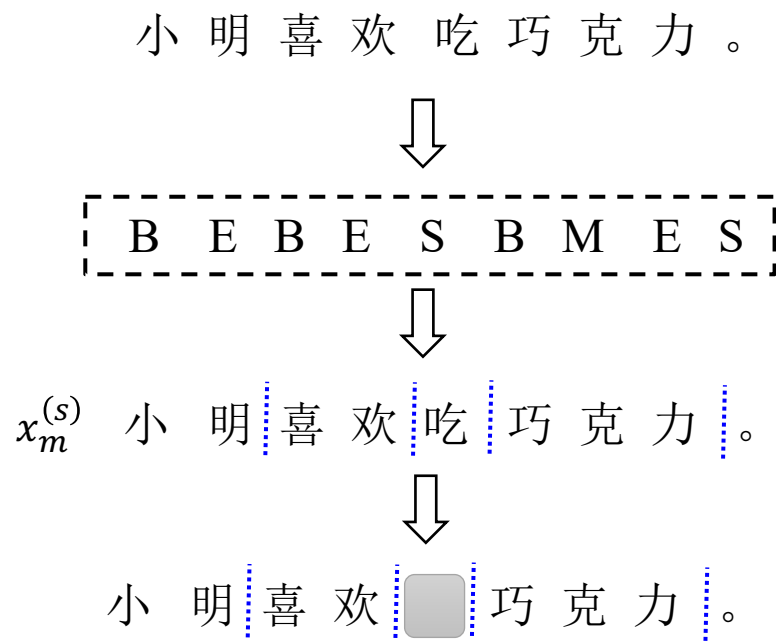 小 明 喜 欢 吃 巧 克 力 。
B E B E S B M E S
x_m^{(s)} 小 明 喜 欢 吃 巧 克 力 。
小 明 喜 欢 巧 克 力 。